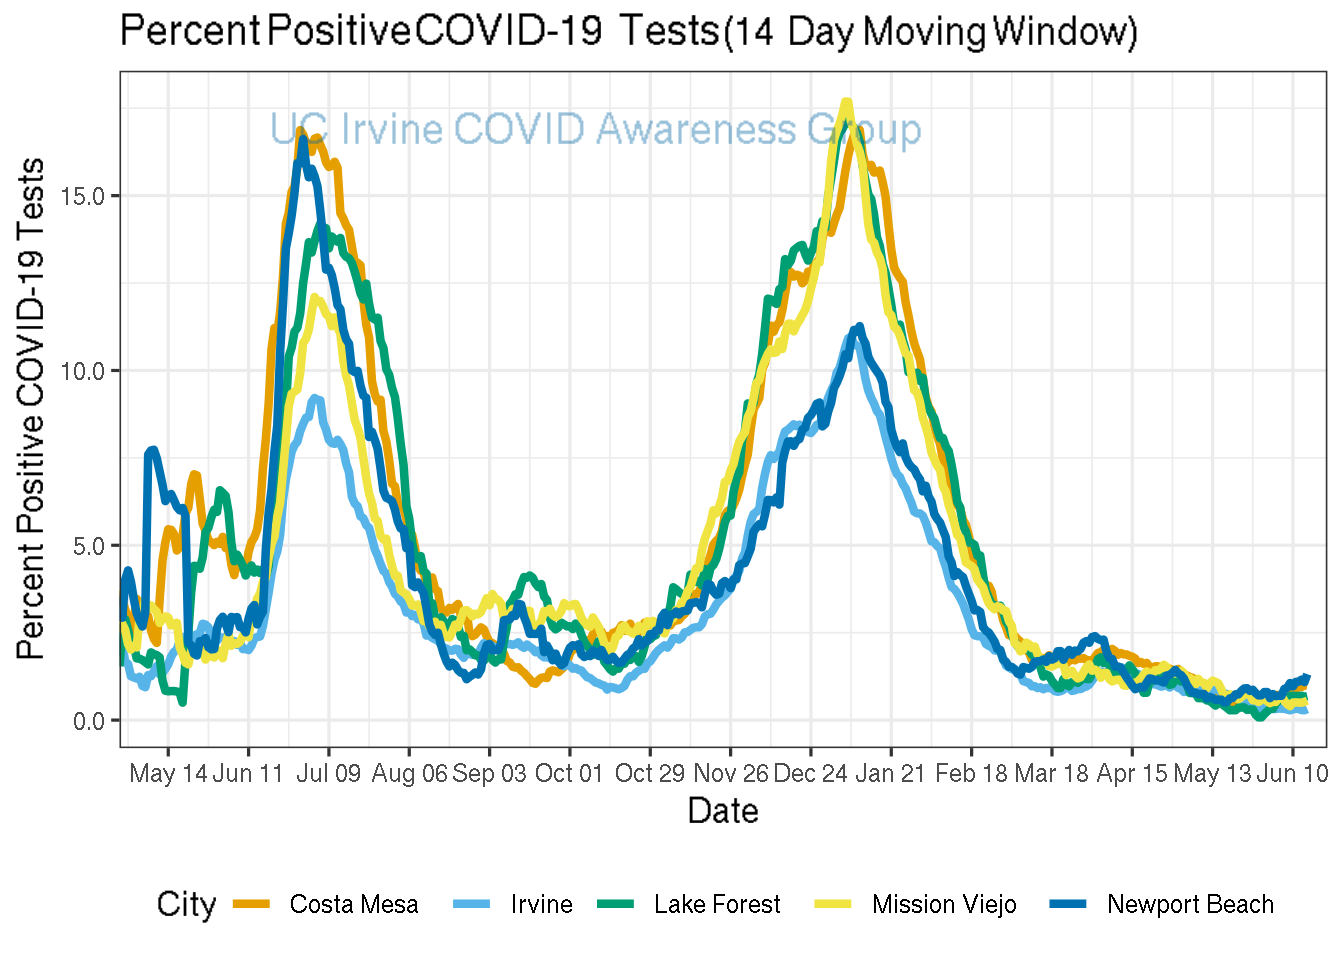 Percent Positive COVID-19 Tests (14 Day Moving Window)
UC Irvine COVID Awareness Group
Percent Positive COVID-19 Tests
15.0
10.0
5.0
0.0
May 14 Jun 11 Jul 09 Aug 06 Sep 03 Oct 01 Oct 29 Nov 26 Dec 24 Jan 21 Feb 18 Mar 18 Apr 15 May 13 Jun 10
Date
City Costa Mesa Irvine Lake Forest Mission Viejo Newport Beach